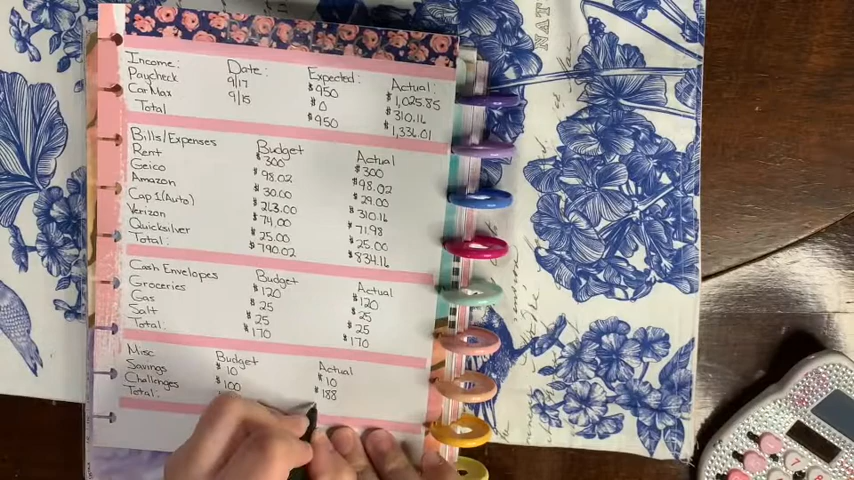 Income: Date: Expected: Actual:
Paycheck 9/17 $950 $1,025.85
CarMax 9/15 $0 $310.16
Total $950 $1,336.01
Bills/Expenses Budget Actual
Rent $300 $300
Geico $98.02 $98.02
Amazon $30.00 $29.00
Cap 1 (Auto) $263.00 $310.16
Verizon $74.00 $71.98
Quicksilver $25.00 $25.00
Total: $790.02 $834.16
Cash Envelopes Budget Actual
Groceries $120 $120
Gas $25 $25
Salt $25 $25
Total: $170 $170
Misc Budget Actual
Savings $10 $10
Challenges $100 $188
Total: